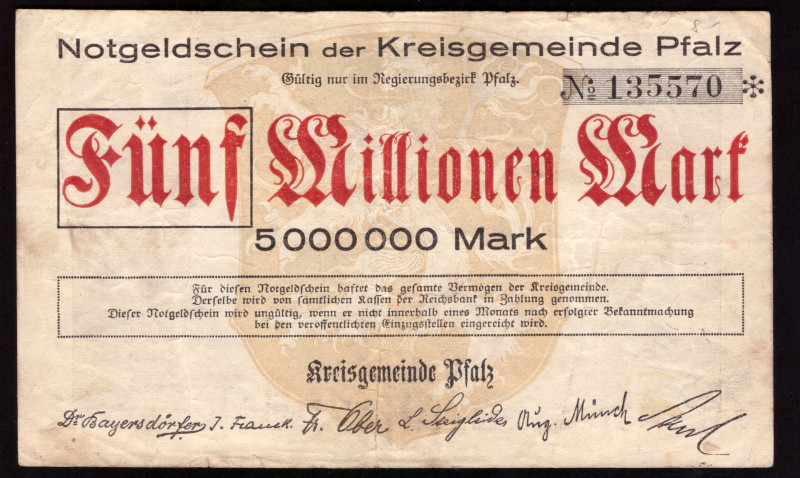 Notgeldschein der Kreisgemeinde Pfalz
Gültig nur im Regierungsbezirk Pfalz.
№ 135570 *
Fünf Millionen Mark
5 000 000 Mark
Für diesen Notgeldschein haftet das gesamte Vermögen der Kreisgemeinde.
Derselbe wird von sämtlichen Kassen der Reichsbank in Zahlung genommen.
Dieser Notgeldschein wird ungültig, wenn er nicht innerhalb eines Monats nach erfolgter Bekanntmachung
bei den veröffentlichten Einzugsstellen eingereicht wird.
Kreisgemeinde Pfalz
Dr Bayersdörfer J. Franck. Fr. Ober L. Aug. Münch